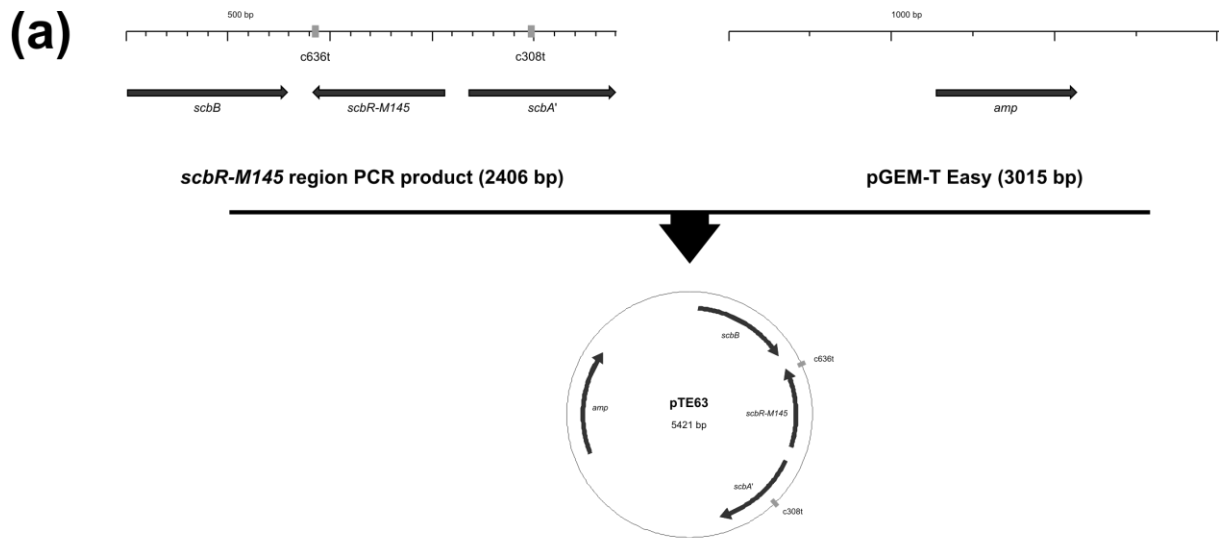 (a)
500 bp
1000 bp
c636t
c308t
scbB
scbR-M145
scbA'
amp
scbR-M145 region PCR product (2406 bp)
pGEM-T Easy (3015 bp)
scbB
c636t
amp
pTE63
5421 bp
scbR-M145
scbA'
c308t